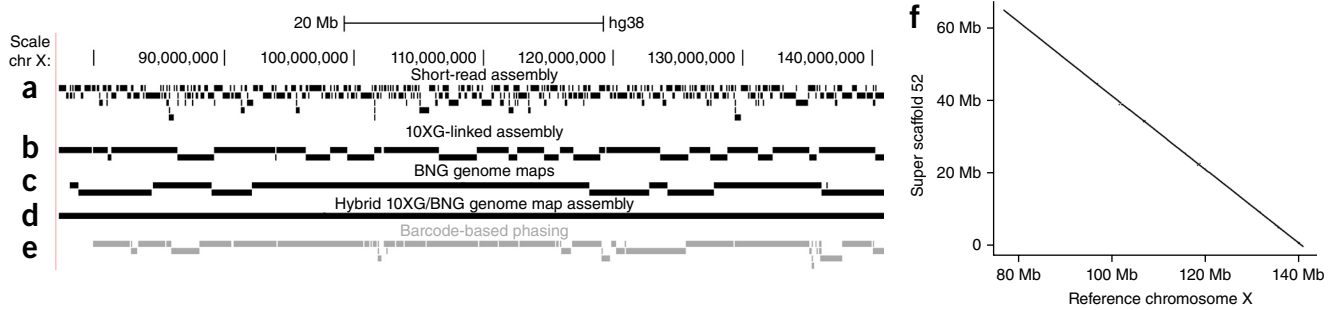 20 Mb hg38
Scale
chr X: 90,000,000 100,000,000 110,000,000 120,000,000 130,000,000 140,000,000
Short-read assembly
a
10XG-linked assembly
b
BNG genome maps
c
Hybrid 10XG/BNG genome map assembly
d
Barcode-based phasing
e
f
Super scaffold 52
60 Mb
40 Mb
20 Mb
0
80 Mb 100 Mb 120 Mb 140 Mb
Reference chromosome X